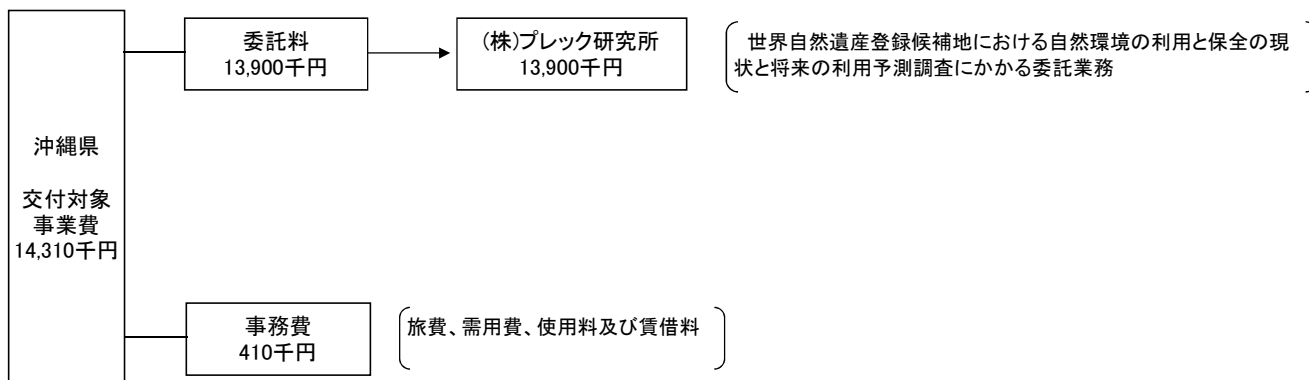 沖縄県
交付対象
事業費
14,310千円
委託料
13,900千円
(株)プレック研究所
13,900千円
世界自然遺産登録候補地における自然環境の利用と保全の現
状と将来の利用予測調査にかかる委託業務
事務費
410千円
旅費、需用費、使用料及び賃借料